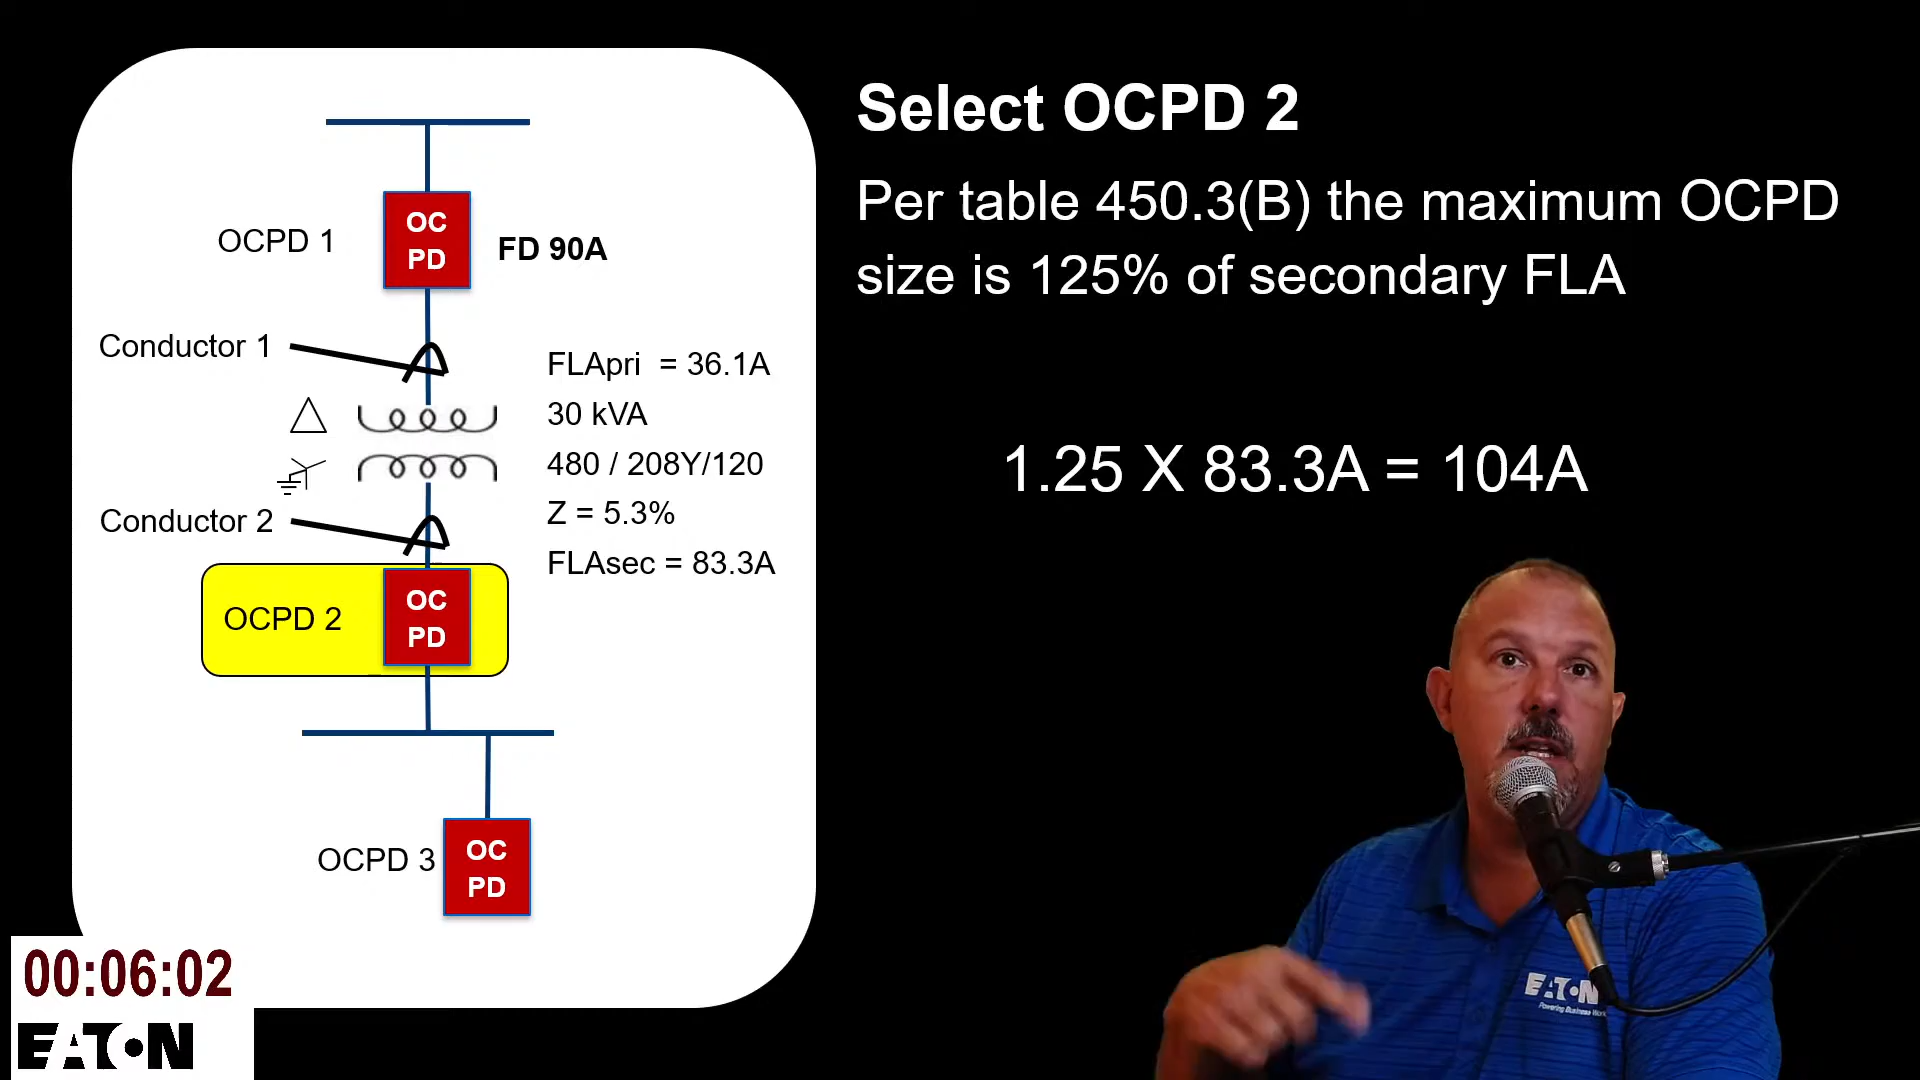 Select OCPD 2
Per table 450.3(B) the maximum OCPD
size is 125% of secondary FLA
1.25 X 83.3A = 104A
OCPD 1
OC
PD
FD 90A
Conductor 1
FLApri = 36.1A
30 kVA
480 / 208Y/120
Z = 5.3%
FLAsec = 83.3A
Conductor 2
OCPD 2
OC
PD
OCPD 3
OC
PD
00:06:02
EATON
EATON
Powering Business Work